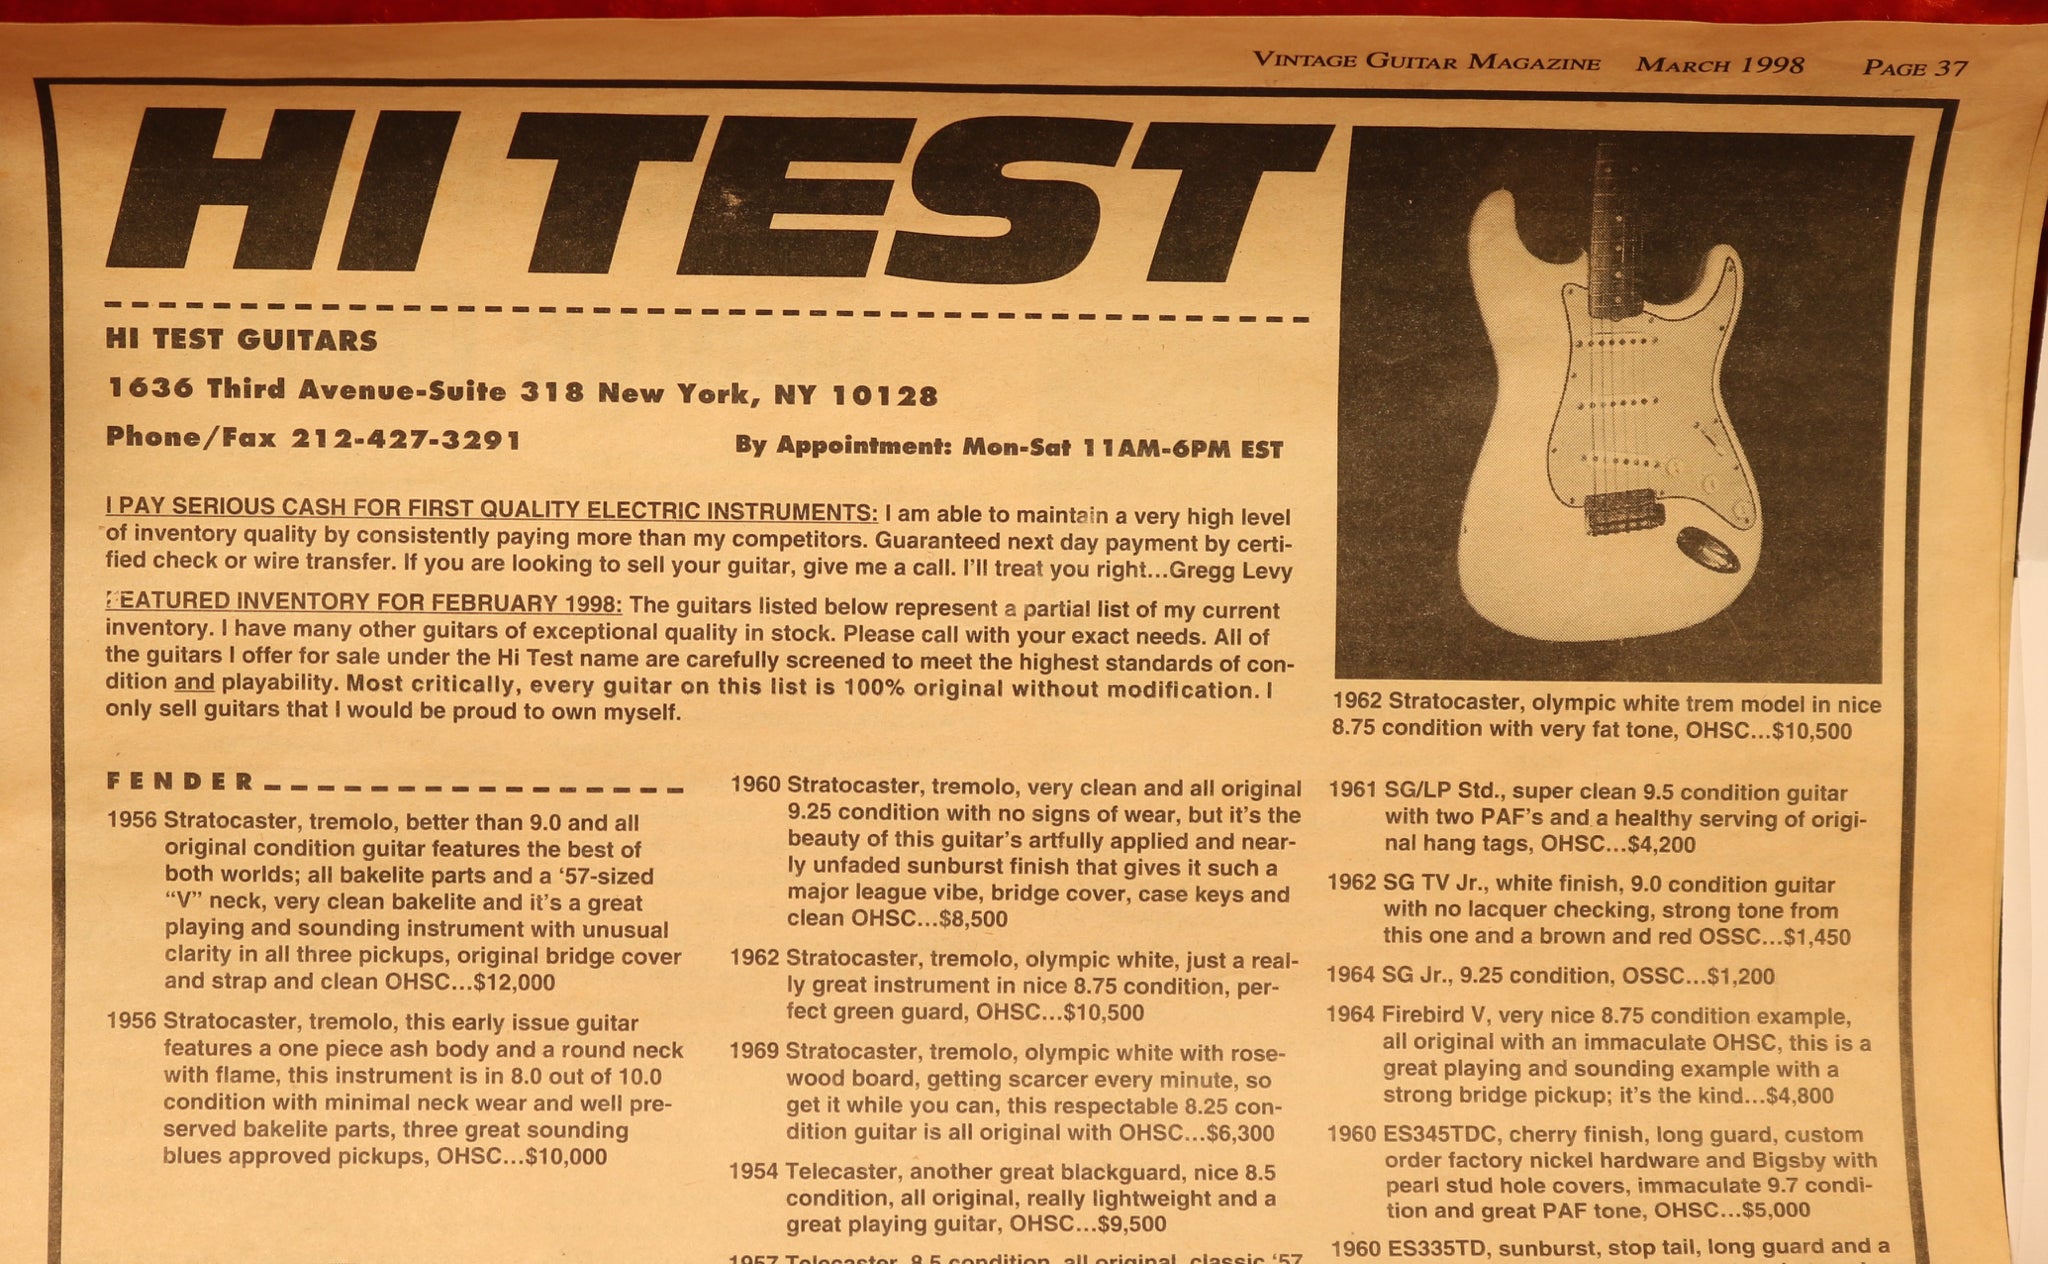 VINTAGE GUITAR MAGAZINE MARCH 1998 PAGE 37
HI TEST
HI TEST GUITARS
1636 Third Avenue-Suite 318 New York, NY 10128
Phone/Fax 212-427-3291
By Appointment: Mon-Sat 11AM-6PM EST
I PAY SERIOUS CASH FOR FIRST QUALITY ELECTRIC INSTRUMENTS: I am able to maintain a very high level
of inventory quality by consistently paying more than my competitors. Guaranteed next day payment by certi-
fied check or wire transfer. If you are looking to sell your guitar, give me a call. I'll treat you right...Gregg Levy
FEATURED INVENTORY FOR FEBRUARY 1998: The guitars listed below represent a partial list of my current
inventory. I have many other guitars of exceptional quality in stock. Please call with your exact needs. All of
the guitars I offer for sale under the Hi Test name are carefully screened to meet the highest standards of con-
dition and playability. Most critically, every guitar on this list is 100% original without modification. I
only sell guitars that I would be proud to own myself.
1962 Stratocaster, olympic white trem model in nice
8.75 condition with very fat tone, OHSC...$10,500
FENDER
1956 Stratocaster, tremolo, better than 9.0 and all
original condition guitar features the best of
both worlds; all bakelite parts and a ‘57-sized
“V” neck, very clean bakelite and it's a great
playing and sounding instrument with unusual
clarity in all three pickups, original bridge cover
and strap and clean OHSC...$12,000
1956 Stratocaster, tremolo, this early issue guitar
features a one piece ash body and a round neck
with flame, this instrument is in 8.0 out of 10.0
condition with minimal neck wear and well pre-
served bakelite parts, three great sounding
blues approved pickups, OHSC...$10,000
1960 Stratocaster, tremolo, very clean and all original
9.25 condition with no signs of wear, but it's the
beauty of this guitar's artfully applied and near-
ly unfaded sunburst finish that gives it such a
major league vibe, bridge cover, case keys and
clean OHSC...$8,500
1962 Stratocaster, tremolo, olympic white, just a real-
ly great instrument in nice 8.75 condition, per-
fect green guard, OHSC...$10,500
1969 Stratocaster, tremolo, olympic white with rose-
wood board, getting scarcer every minute, so
get it while you can, this respectable 8.25 con-
dition guitar is all original with OHSC...$6,300
1954 Telecaster, another great blackguard, nice 8.5
condition, all original, really lightweight and a
great playing guitar, OHSC...$9,500
1957 Telecaster, 8.5 condition, all original, classic ‘57
1961 SG/LP Std., super clean 9.5 condition guitar
with two PAF's and a healthy serving of origi-
nal hang tags, OHSC...$4,200
1962 SG TV Jr., white finish, 9.0 condition guitar
with no lacquer checking, strong tone from
this one and a brown and red OSSC...$1,450
1964 SG Jr., 9.25 condition, OSSC...$1,200
1964 Firebird V, very nice 8.75 condition example,
all original with an immaculate OHSC, this is a
great playing and sounding example with a
strong bridge pickup; it's the kind...$4,800
1960 ES345TDC, cherry finish, long guard, custom
order factory nickel hardware and Bigsby with
pearl stud hole covers, immaculate 9.7 condi-
tion and great PAF tone, OHSC...$5,000
1960 ES335TD, sunburst, stop tail, long guard and a